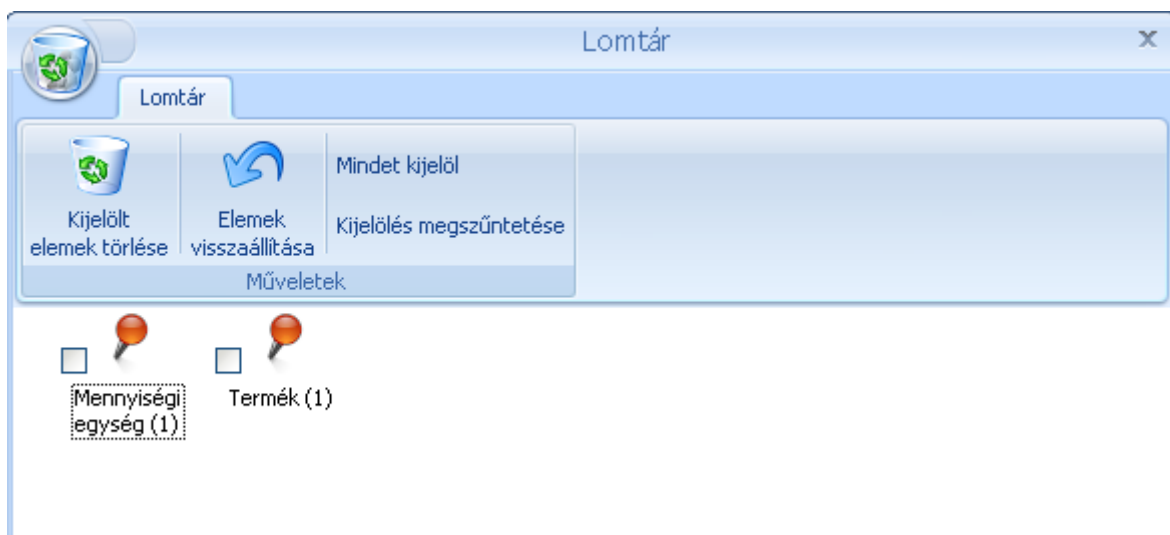 Lomtár
Lomtár
Kijelölt
elemek törlése
Elemek
visszaállítása
Mindet kijelöl
Kijelölés megszűntetése
Műveletek
Mennyiségi
egység (1)
Termék (1)